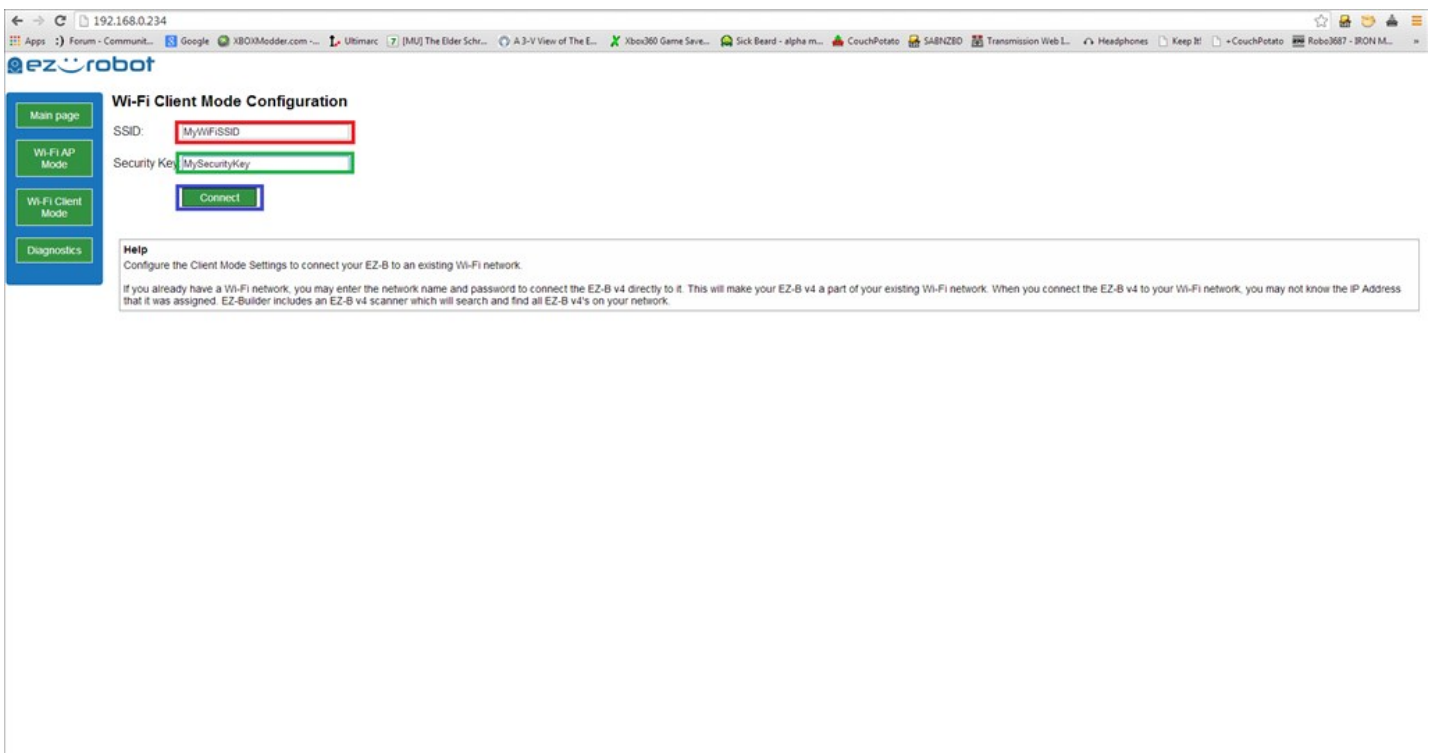 192.168.0.234
Apps :) Forum - Communit... Google XBOXModder.com -... Ultimarc [MU] The Elder Schr... A 3-V View of The E... Xbox360 Game Save... Sick Beard - alpha m... CouchPotato SABNZBD Transmission Web I... Headphones Keep It! +CouchPotato Robo3687 - IRON M... »
ez robot
Wi-Fi Client Mode Configuration
Main page
SSID: MyWiFiSSID
Wi-Fi AP
Mode
Security Key MySecurityKey
Wi-Fi Client
Mode
Connect
Diagnostics
Help
Configure the Client Mode Settings to connect your EZ-B to an existing Wi-Fi network.
If you already have a Wi-Fi network, you may enter the network name and password to connect the EZ-B v4 directly to it. This will make your EZ-B v4 a part of your existing Wi-Fi network. When you connect the EZ-B v4 to your Wi-Fi network, you may not know the IP Address
that it was assigned. EZ-Builder includes an EZ-B v4 scanner which will search and find all EZ-B v4's on your network.